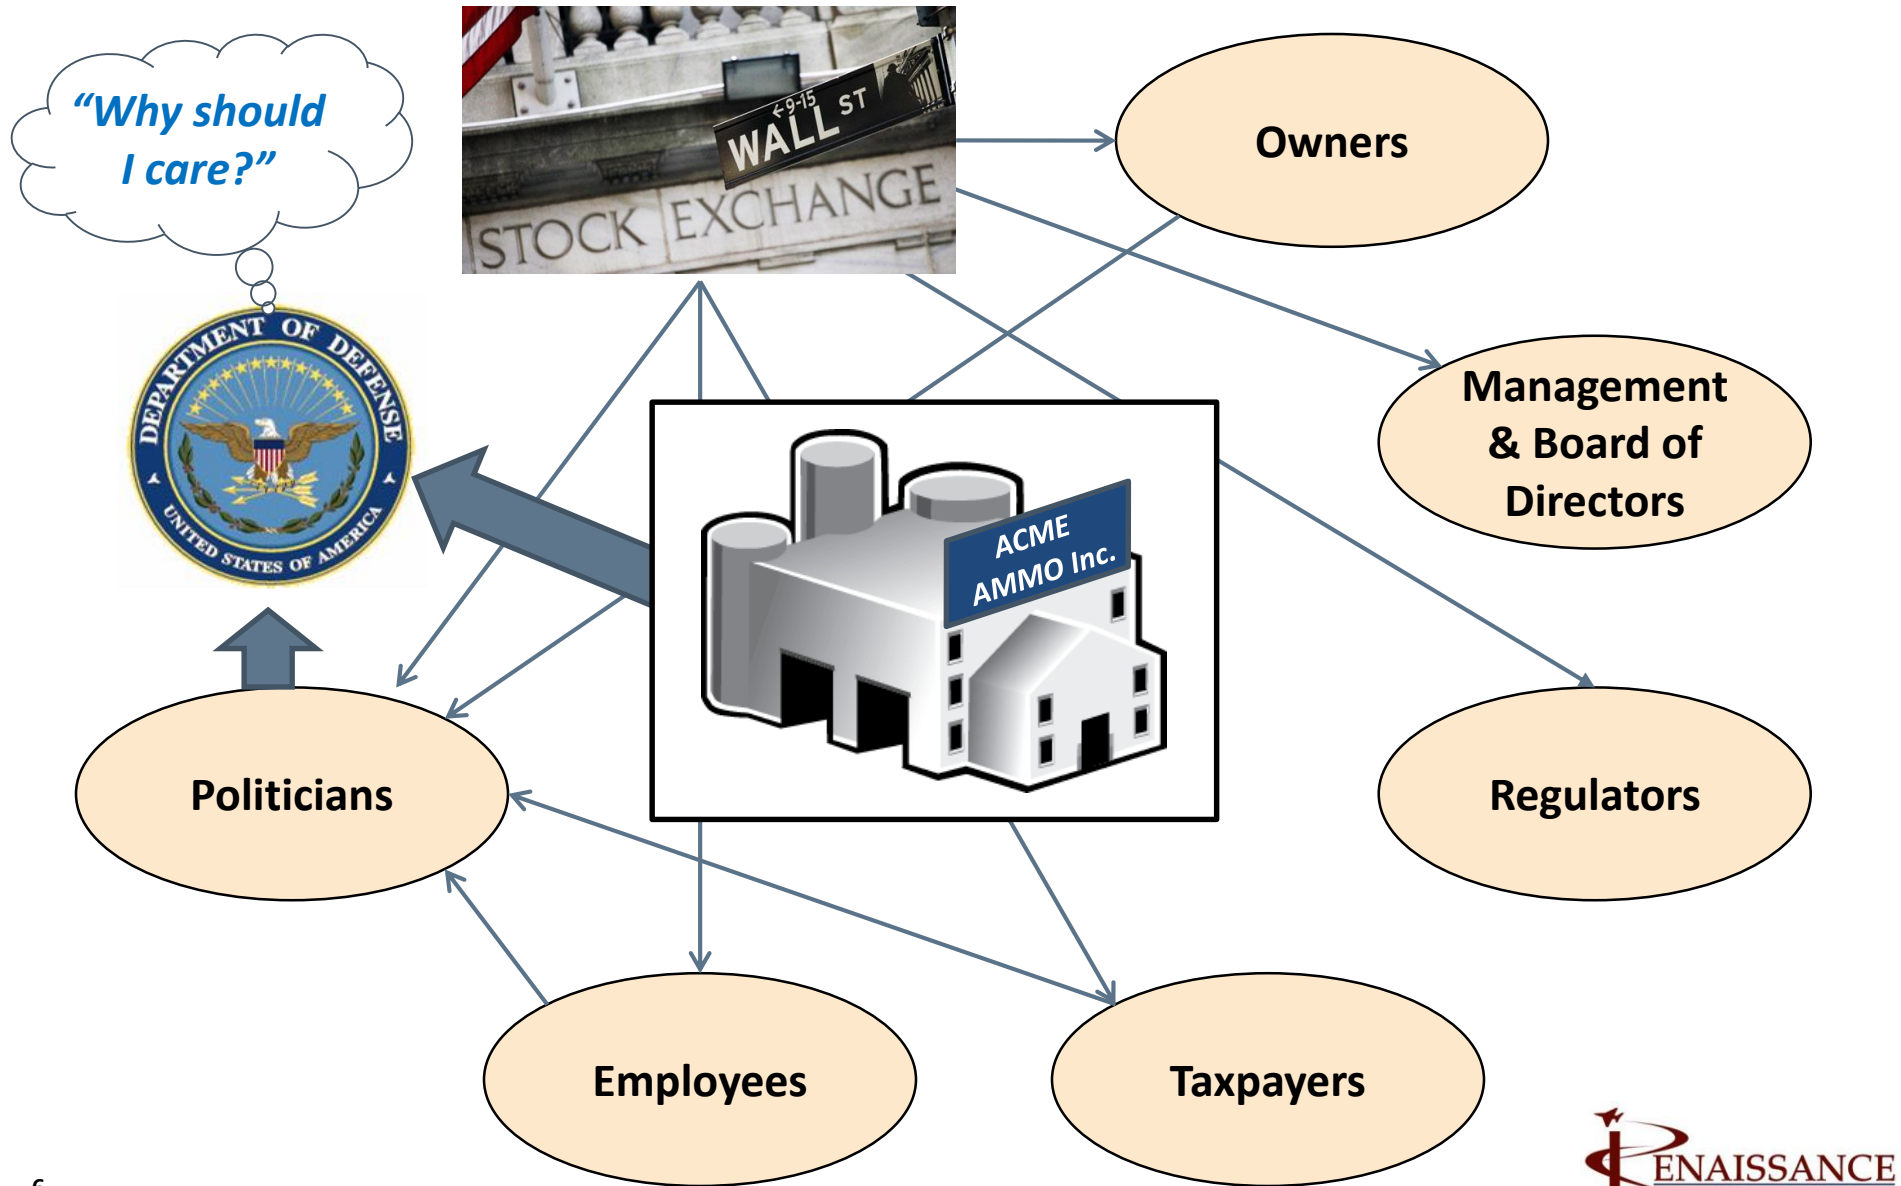 “Why should
I care?”
←9-15
WALL ST
STOCK EXCHANGE
Owners
DEPARTMENT OF DEFENSE
UNITED STATES OF AMERICA
Management
& Board of
Directors
ACME
AMMO Inc.
Politicians
Regulators
Employees
Taxpayers
RENAISSANCE